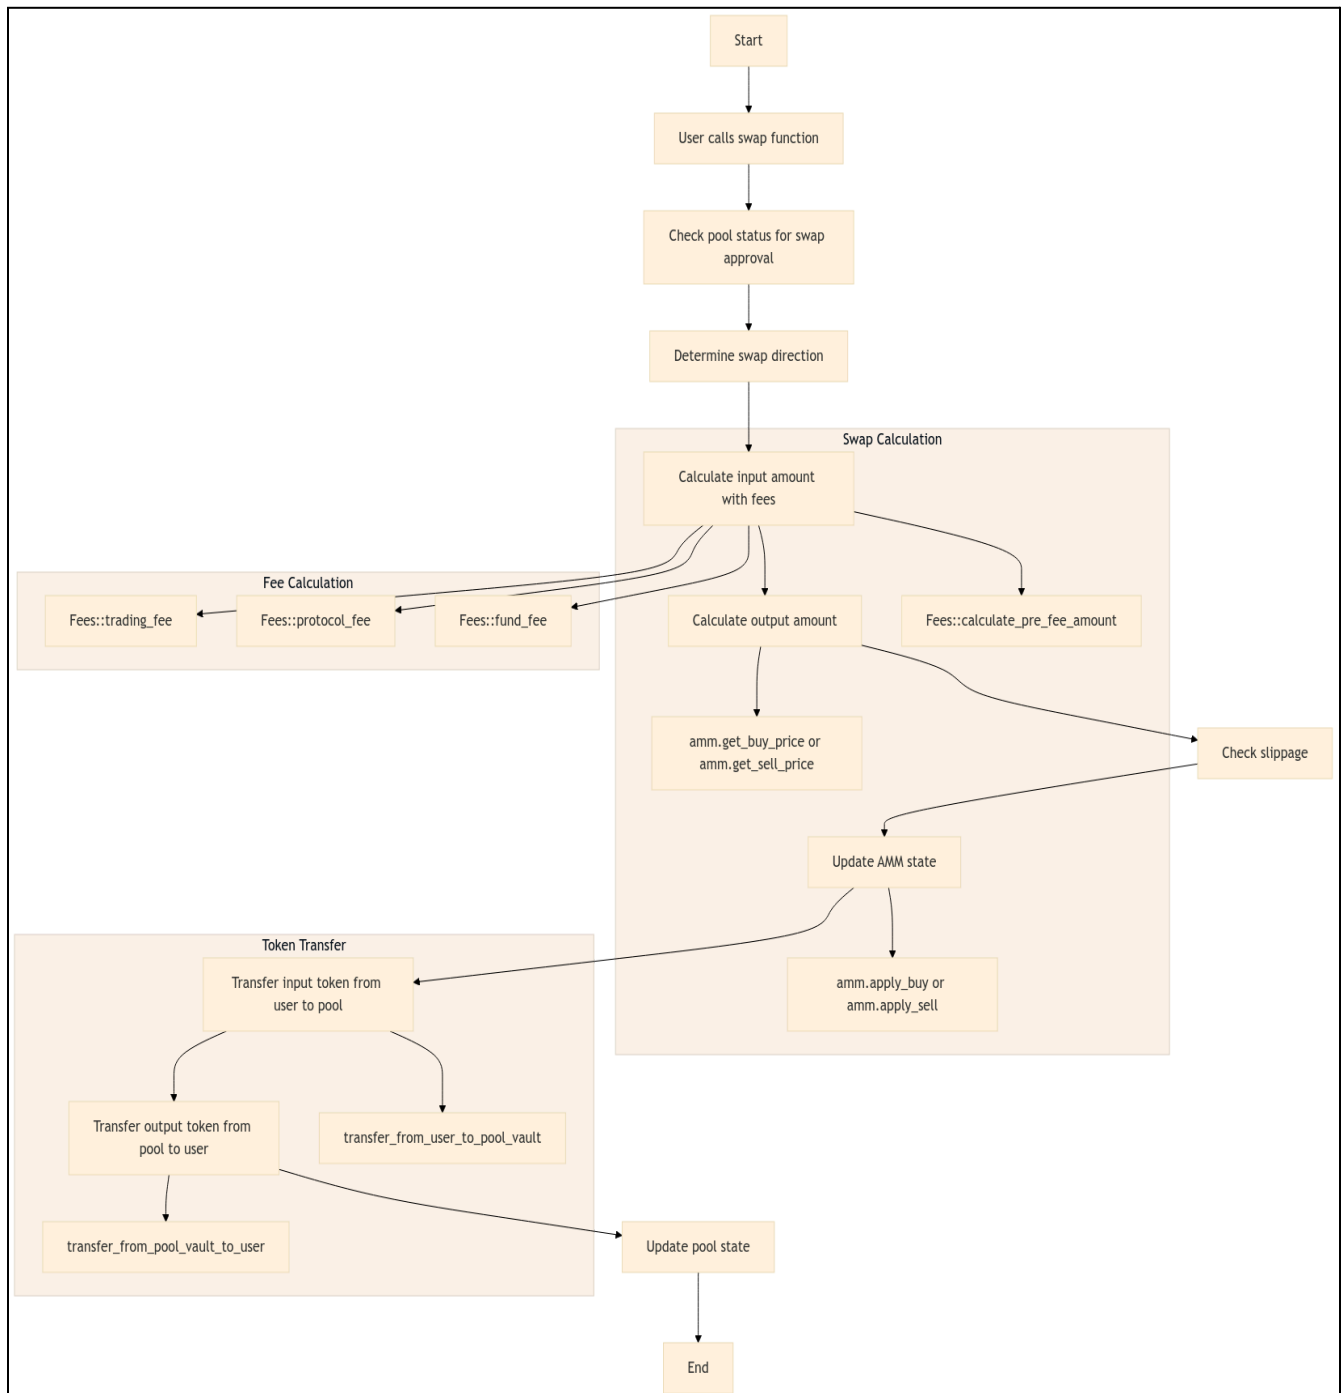 Start
User calls swap function
Check pool status for swap
approval
Determine swap direction
Swap Calculation
Calculate input amount
with fees
Fee Calculation
Fees::trading_fee
Fees::protocol_fee
Fees::fund_fee
Calculate output amount
Fees::calculate_pre_fee_amount
amm.get_buy_price or
amm.get_sell_price
Check slippage
Update AMM state
Token Transfer
Transfer input token from
user to pool
amm.apply_buy or
amm.apply_sell
Transfer output token from
pool to user
transfer_from_user_to_pool_vault
transfer_from_pool_vault_to_user
Update pool state
End